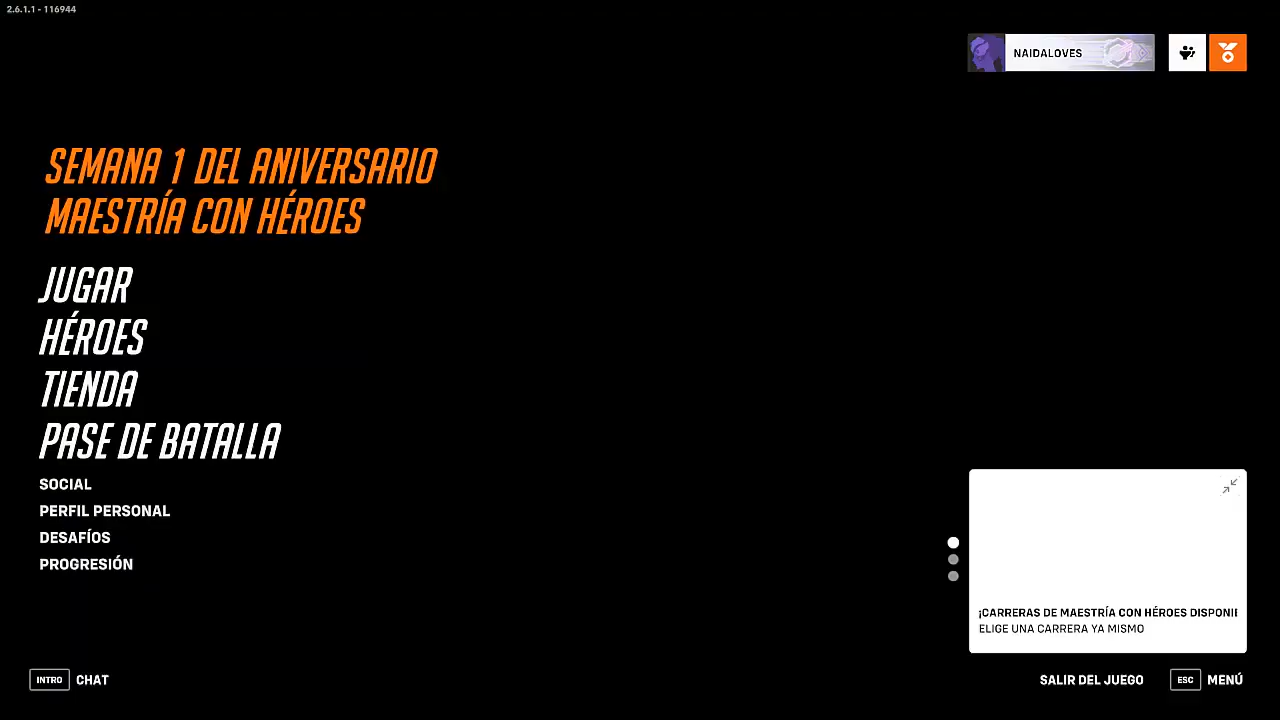 2.6.1.1 - 116944
NAIDALOVES
SEMANA 1 DEL ANIVERSARIO
MAESTRÍA CON HÉROES
JUGAR
HÉROES
TIENDA
PASE DE BATALLA
SOCIAL
PERFIL PERSONAL
DESAFÍOS
PROGRESIÓN
¡CARRERAS DE MAESTRÍA CON HÉROES DISPONI
ELIGE UNA CARRERA YA MISMO
INTRO CHAT
SALIR DEL JUEGO ESC MENÚ